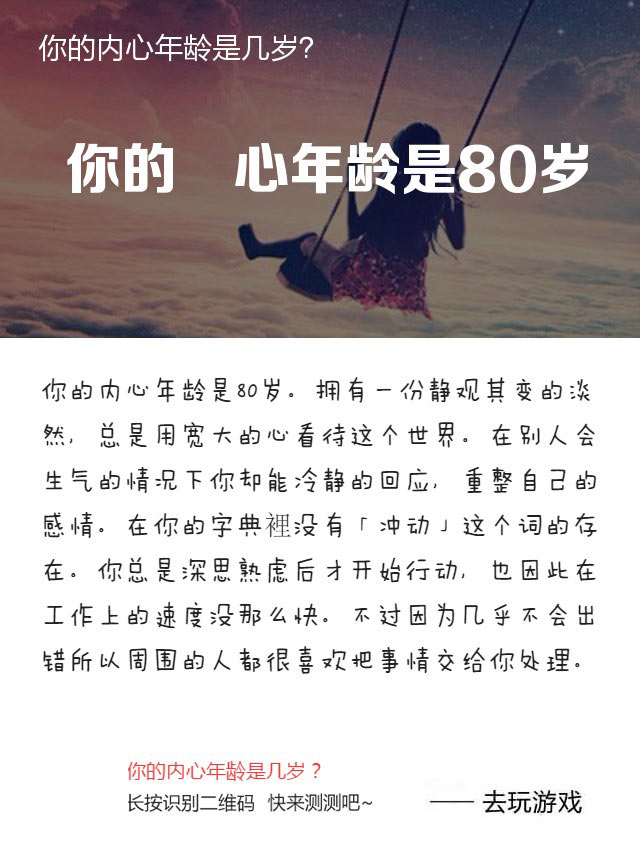 你的内心年龄是几岁?
你的 心年龄是80岁
你的内心年龄是80岁。拥有一份静观其变的淡
然，总是用宽大的心看待这个世界。在别人会
生气的情况下你却能冷静的回应，重整自己的
感情。在你的字典裡没有「冲动」这个词的存
在。你总是深思熟虑后才开始行动，也因此在
工作上的速度没那么快。不过因为几乎不会出
错所以周围的人都很喜欢把事情交给你处理。
你的内心年龄是几岁？
长按识别二维码 快来测测吧~
—— 去玩游戏